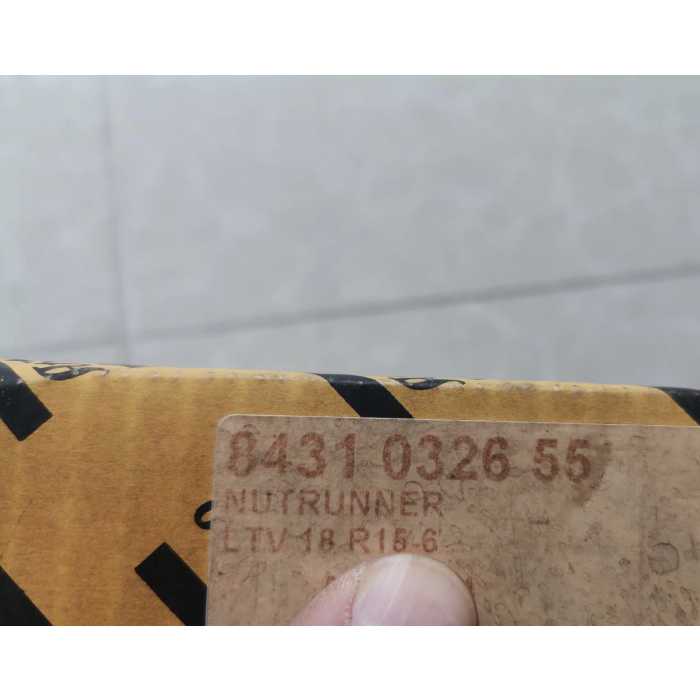 8431 0326 55
NUTRUNNER
LTV 18 R15-6